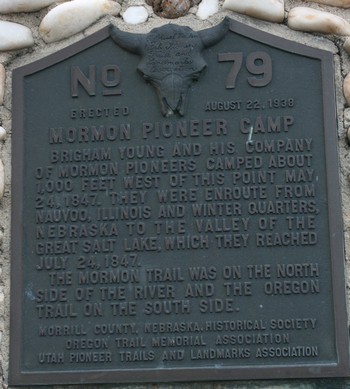 No 79
ERECTED AUGUST 22, 1938
MORMON PIONEER CAMP
BRIGHAM YOUNG AND HIS COMPANY
OF MORMON PIONEERS CAMPED ABOUT
1,000 FEET WEST OF THIS POINT MAY
24, 1847. THEY WERE ENROUTE FROM
NAUVOO, ILLINOIS AND WINTER QUARTERS,
NEBRASKA TO THE VALLEY OF THE
GREAT SALT LAKE, WHICH THEY REACHED
JULY 24, 1847.
THE MORMON TRAIL WAS ON THE NORTH
SIDE OF THE RIVER AND THE OREGON
TRAIL ON THE SOUTH SIDE.
MORRILL COUNTY, NEBRASKA, HISTORICAL SOCIETY
OREGON TRAIL MEMORIAL ASSOCIATION
UTAH PIONEER TRAILS AND LANDMARKS ASSOCIATION